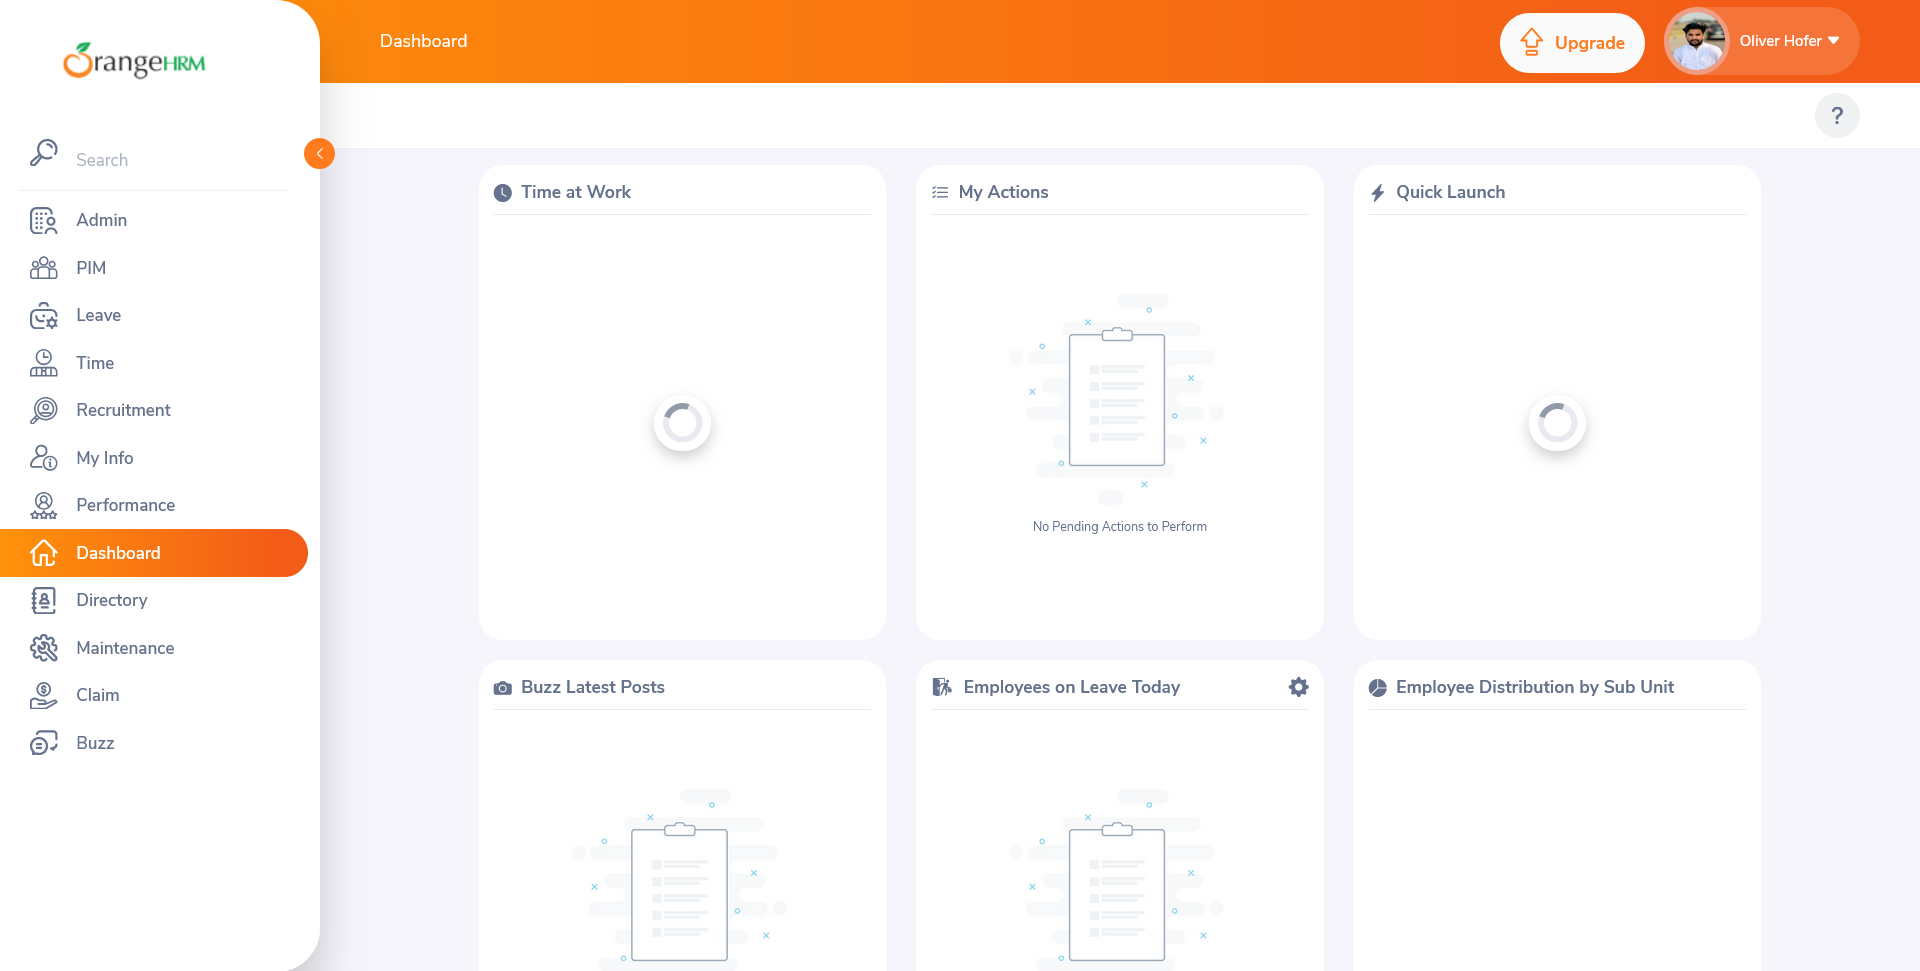 OrangeHRM
Dashboard
Upgrade
Oliver Hofer
?
Search
Admin
PIM
Leave
Time
Recruitment
My Info
Performance
Dashboard
Directory
Maintenance
Claim
Buzz
Time at Work
My Actions
No Pending Actions to Perform
Quick Launch
Buzz Latest Posts
Employees on Leave Today
Employee Distribution by Sub Unit